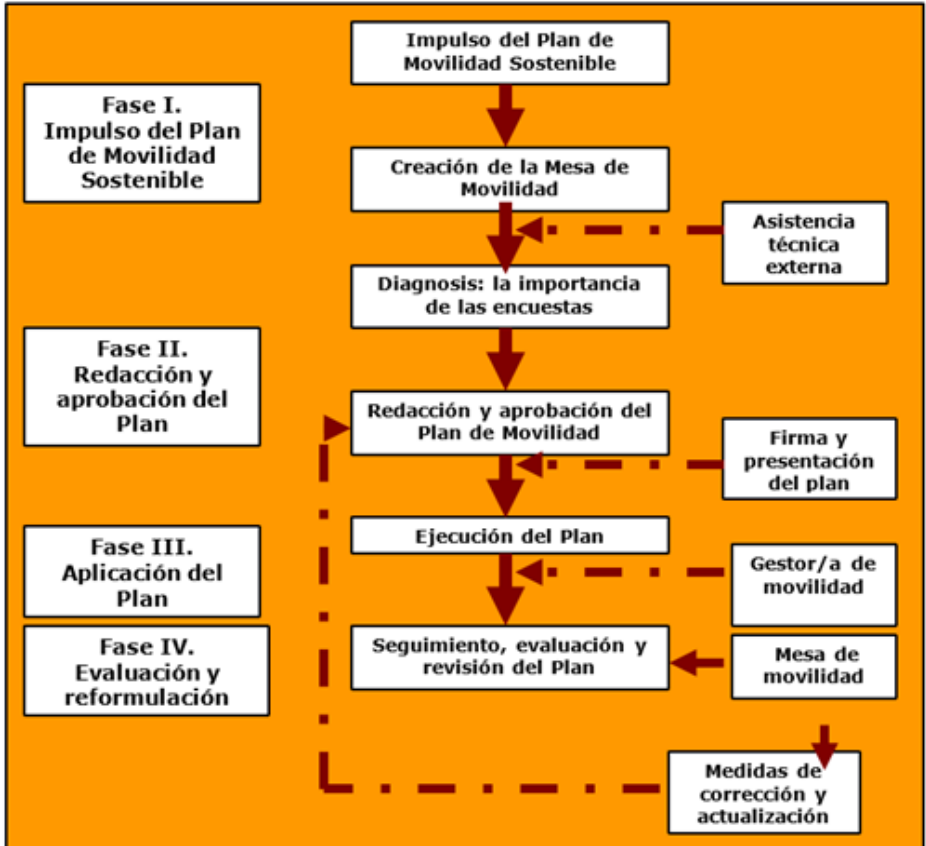 Impulso del Plan de
Movilidad Sostenible
Fase I.
Impulso del Plan
de Movilidad
Sostenible
Creación de la Mesa de
Movilidad
Asistencia
técnica
externa
Diagnosis: la importancia
de las encuestas
Fase II.
Redacción y
aprobación del
Plan
Redacción y aprobación del
Plan de Movilidad
Firma y
presentación
del plan
Fase III.
Aplicación del
Plan
Ejecución del Plan
Gestor/a de
movilidad
Fase IV.
Evaluación y
reformulación
Seguimiento, evaluación y
revisión del Plan
Mesa de
movilidad
Medidas de
corrección y
actualización